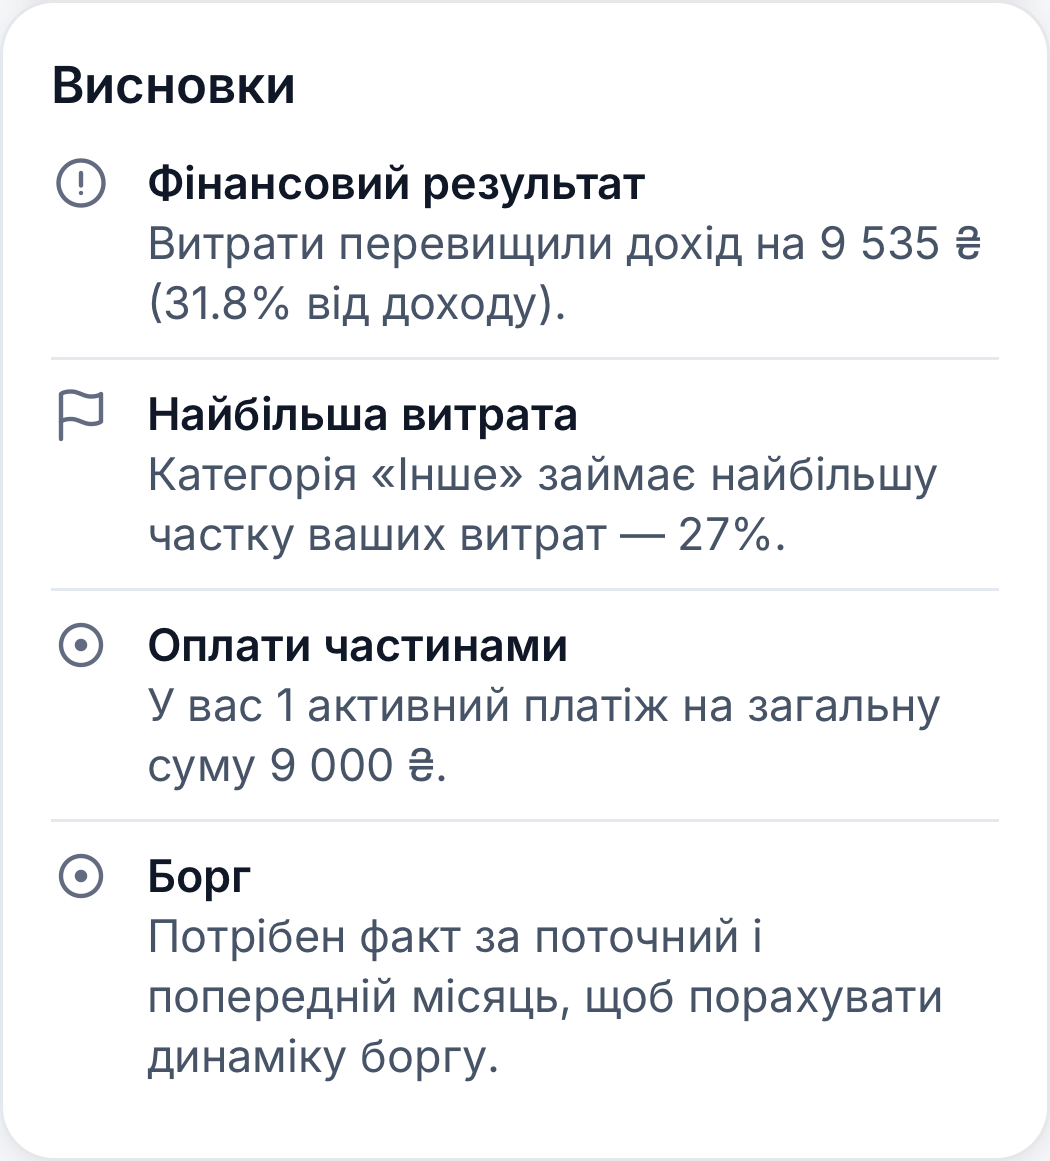 Висновки
Фінансовий результат
Витрати перевищили дохід на 9 535 ₴
(31.8% від доходу).
Найбільша витрата
Категорія «Інше» займає найбільшу
частку ваших витрат — 27%.
Оплати частинами
У вас 1 активний платіж на загальну
суму 9 000 ₴.
Борг
Потрібен факт за поточний і
попередній місяць, щоб порахувати
динаміку боргу.